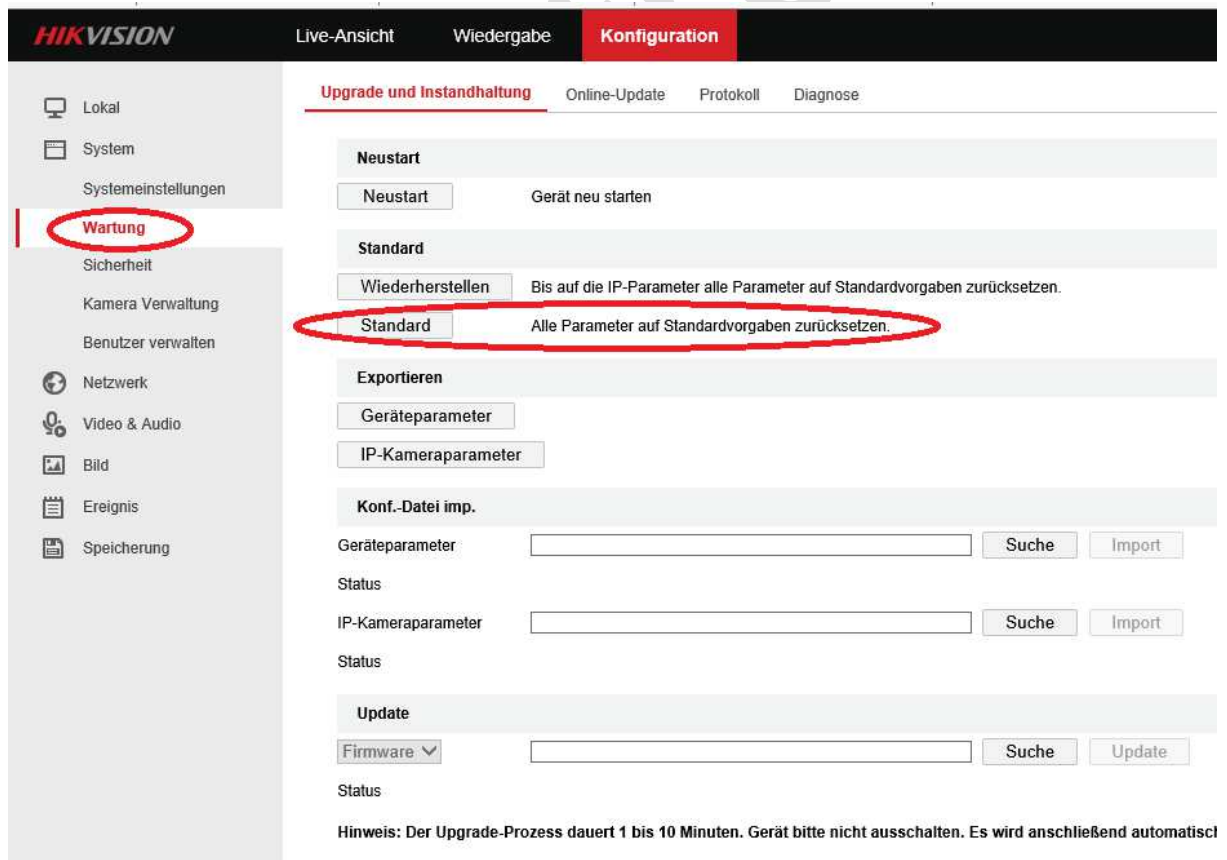 HIKVISION
Live-Ansicht Wiedergabe Konfiguration
Lokal
System
Systemeinstellungen
Wartung
Sicherheit
Kamera Verwaltung
Benutzer verwalten
Netzwerk
Video & Audio
Bild
Ereignis
Speicherung
Upgrade und Instandhaltung Online-Update Protokoll Diagnose
Neustart
Neustart Gerät neu starten
Standard
Wiederherstellen Bis auf die IP-Parameter alle Parameter auf Standardvorgaben zurücksetzen.
Standard Alle Parameter auf Standardvorgaben zurücksetzen.
Exportieren
Geräteparameter
IP-Kameraparameter
Konf.-Datei imp.
Geräteparameter Suche Import
Status
IP-Kameraparameter Suche Import
Status
Update
Firmware Suche Update
Status
Hinweis: Der Upgrade-Prozess dauert 1 bis 10 Minuten. Gerät bitte nicht ausschalten. Es wird anschließend